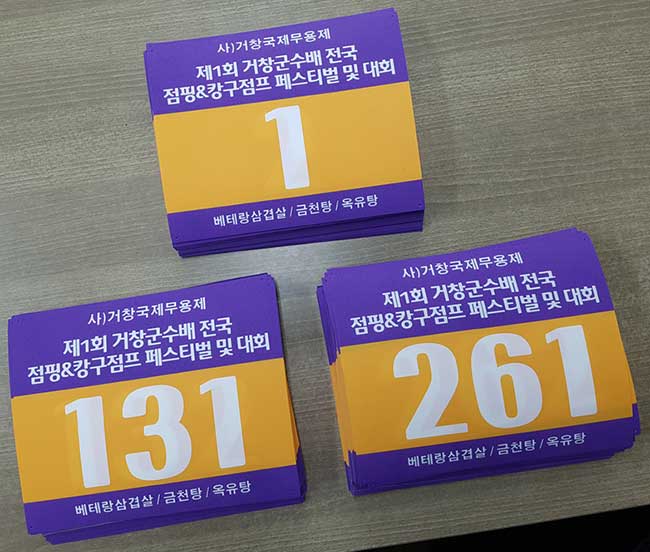 사)거창국제무용제
제1회 거창군수배 전국
점핑&캉구점프 페스티벌 및 대회
1
베테랑삼겹살/금천탕/옥유탕
사)거창국제무용제
제1회 거창군수배 전국
점핑&캉구점프 페스티벌 및 대회
131
베테랑삼겹살/금천탕/옥유탕
사)거창국제무용제
제1회 거창군수배 전국
점핑&캉구점프 페스티벌 및 대회
261
베테랑삼겹살/금천탕/옥유탕